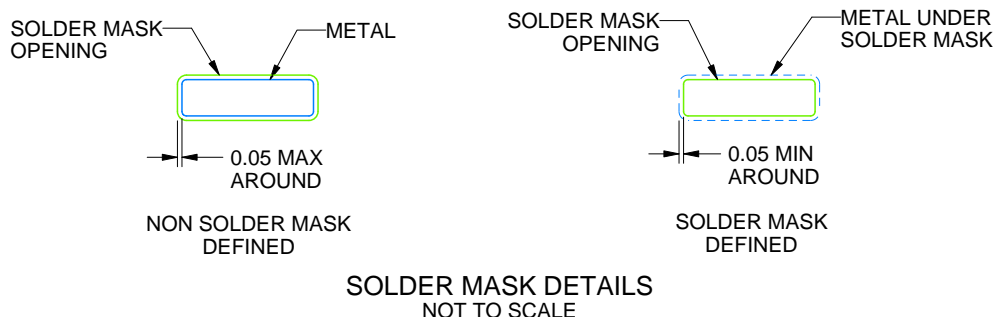 SOLDER MASK
OPENING
METAL
0.05 MAX
AROUND
NON SOLDER MASK
DEFINED
SOLDER MASK
OPENING
METAL UNDER
SOLDER MASK
0.05 MIN
AROUND
SOLDER MASK
DEFINED
SOLDER MASK DETAILS
NOT TO SCALE